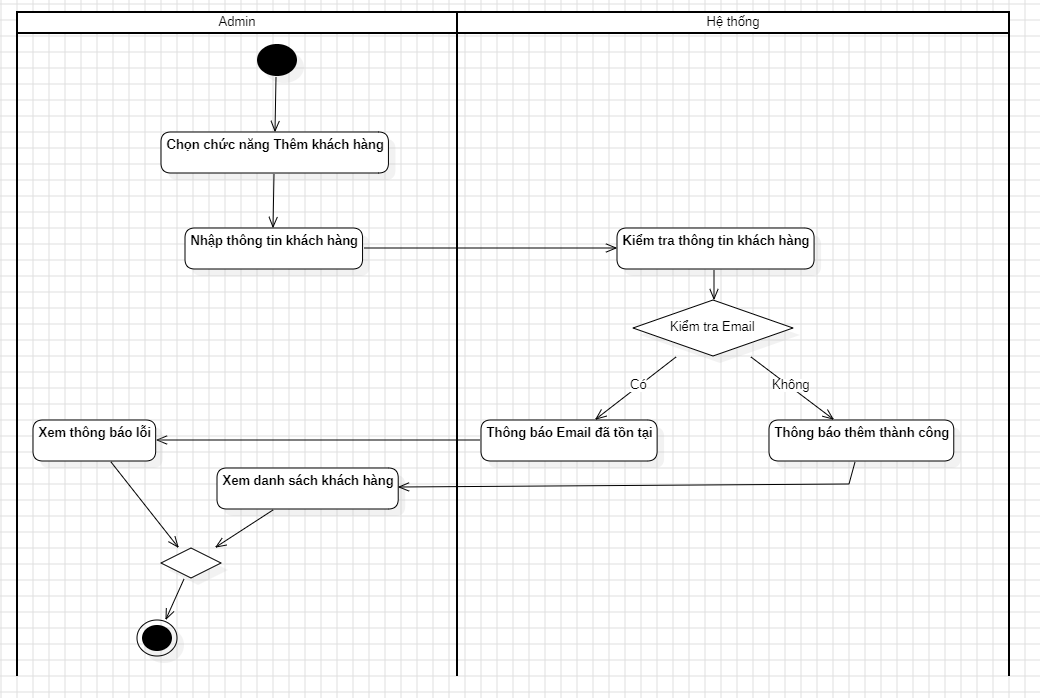 Admin
Hệ thống
Chọn chức năng Thêm khách hàng
Nhập thông tin khách hàng
Kiểm tra thông tin khách hàng
Kiểm tra Email
Có
Không
Xem thông báo lỗi
Thông báo Email đã tồn tại
Thông báo thêm thành công
Xem danh sách khách hàng